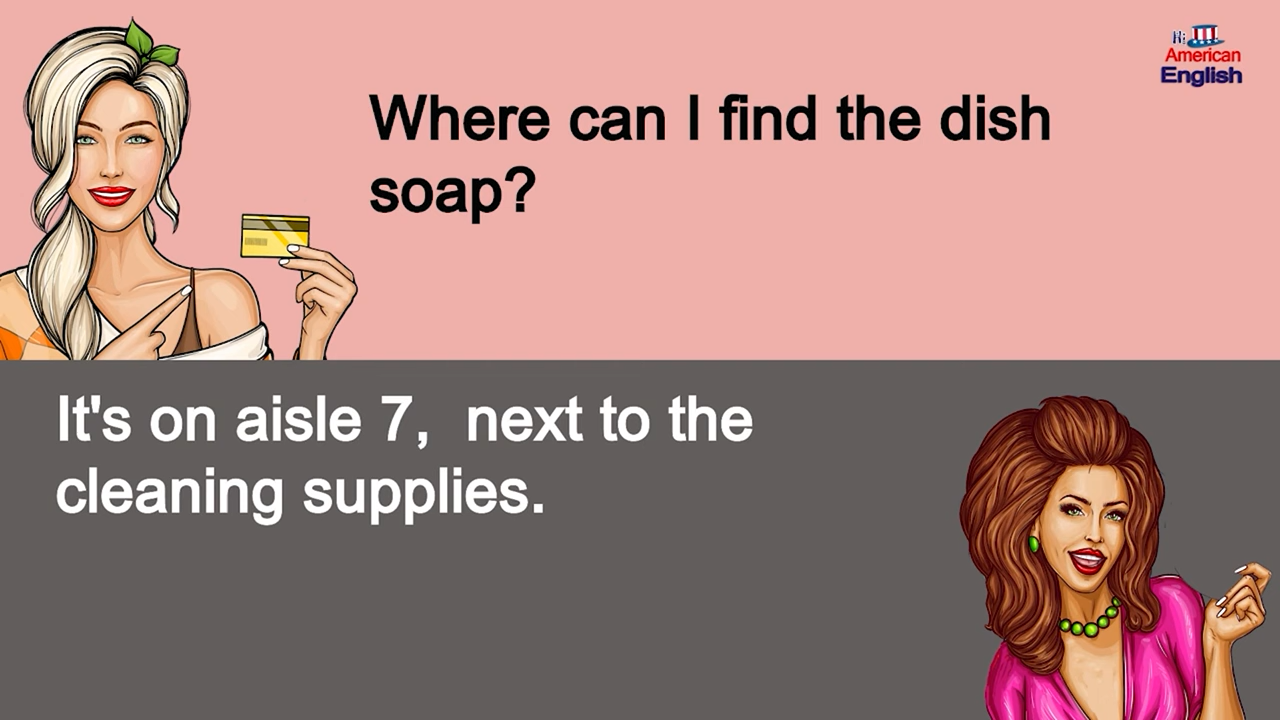 Hi
American
English
Where can I find the dish
soap?
It's on aisle 7,  next to the
cleaning supplies.